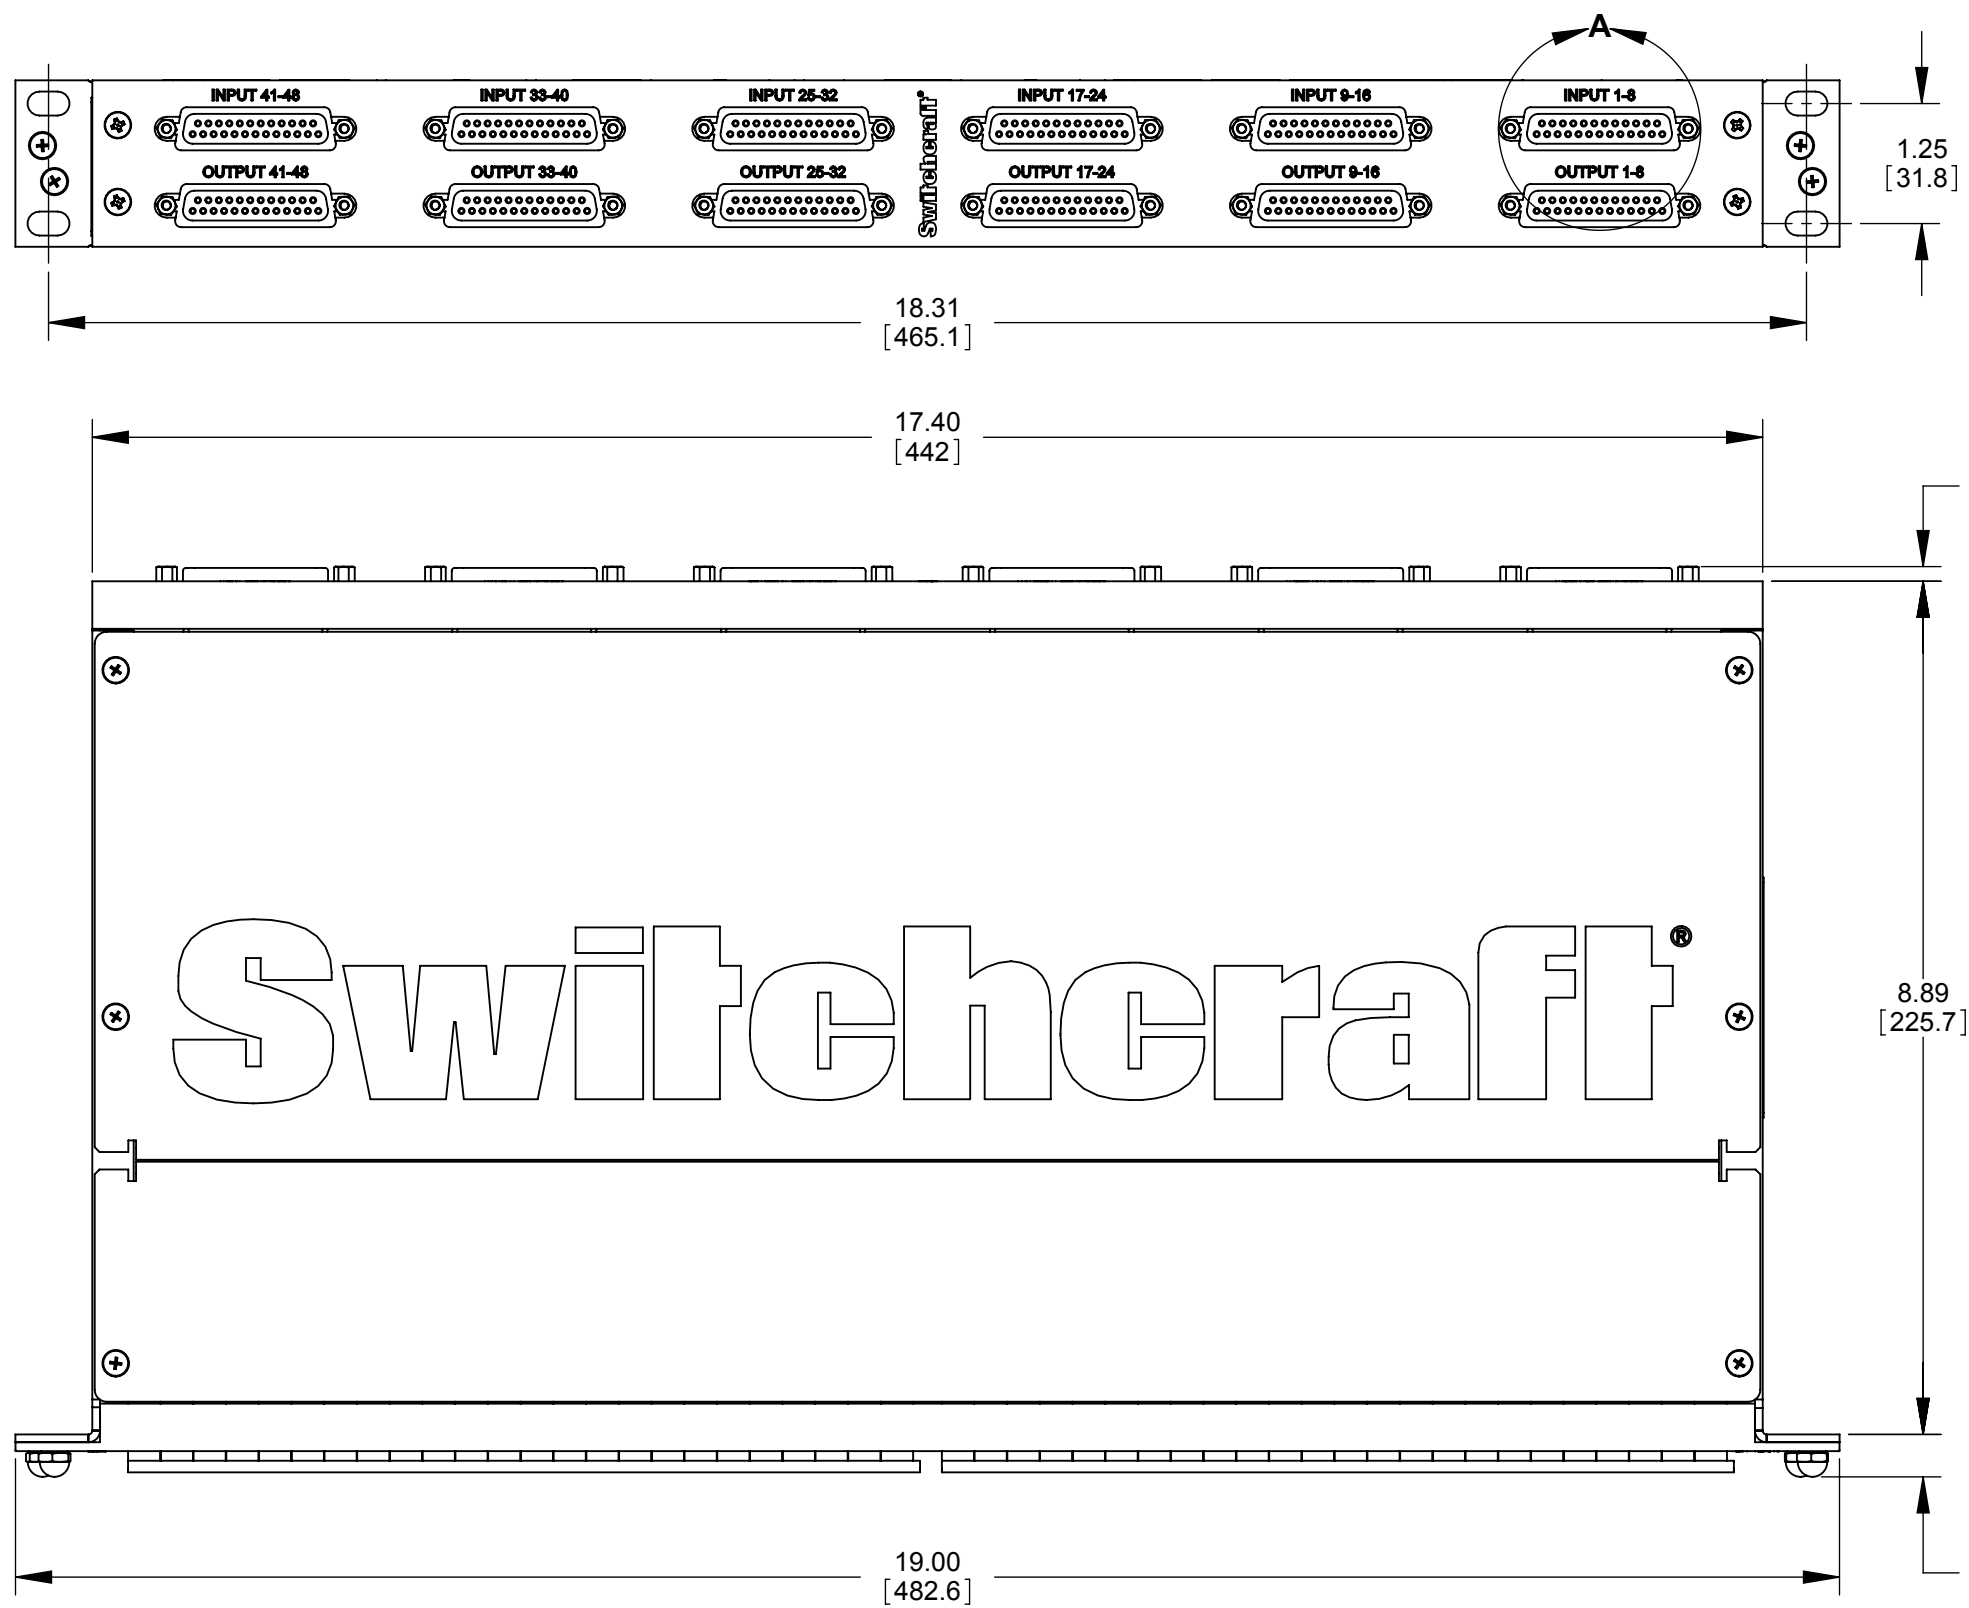 A
INPUT 41-48 INPUT 33-40 INPUT 25-32 INPUT 17-24 INPUT 9-16 INPUT 1-8
Switchcraft®
OUTPUT 41-48 OUTPUT 33-40 OUTPUT 25-32 OUTPUT 17-24 OUTPUT 9-16 OUTPUT 1-8
1.25
[31.8]
18.31
[465.1]
17.40
[442]
Switchcraft®
8.89
[225.7]
19.00
[482.6]